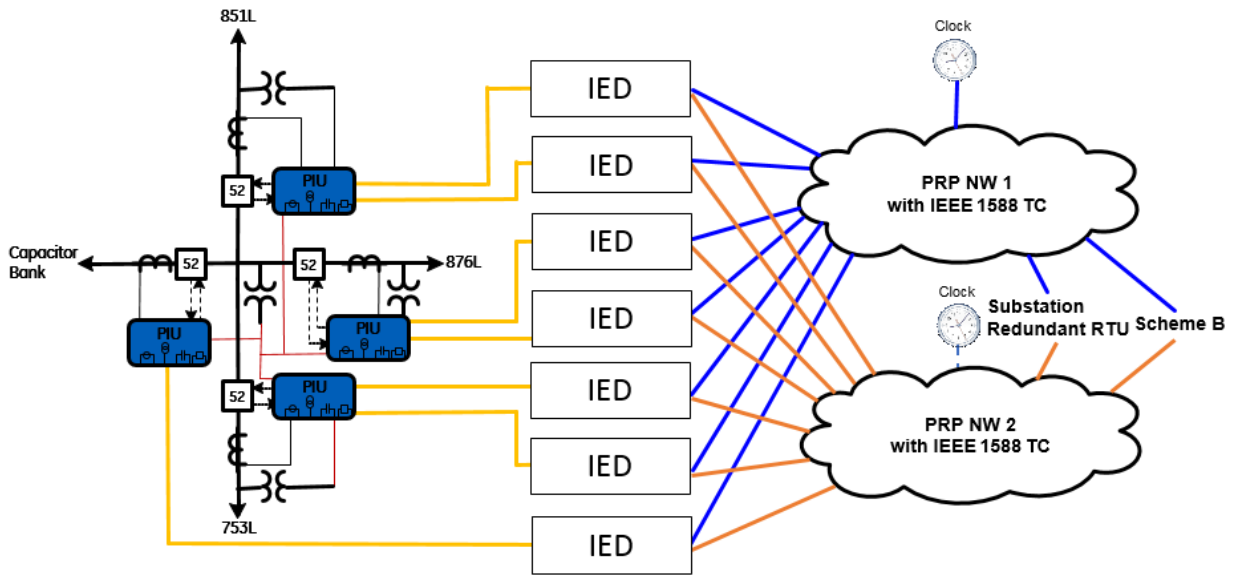 851L
Clock
IED
IED
PIU
52
PRP NW 1
with IEEE 1588 TC
IED
Capacitor
Bank
52
52
876L
Clock
Substation
Redundant RTU
Scheme B
PIU
PIU
IED
PIU
52
IED
PRP NW 2
with IEEE 1588 TC
IED
753L
IED